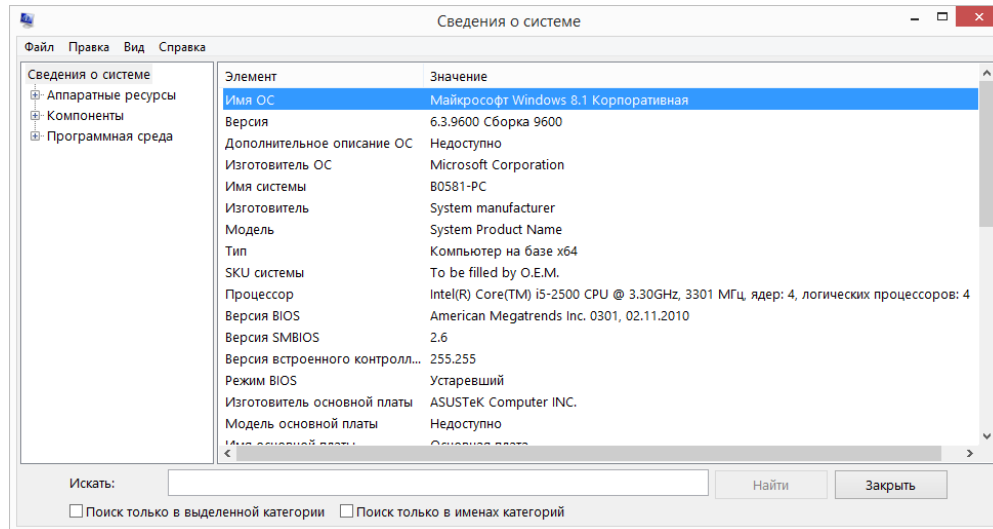 Сведения о системе
Файл Правка Вид Справка
Сведения о системе
Аппаратные ресурсы
Компоненты
Программная среда
Элемент Значение
Имя ОС Майкрософт Windows 8.1 Корпоративная
Версия 6.3.9600 Сборка 9600
Дополнительное описание ОС Недоступно
Изготовитель ОС Microsoft Corporation
Имя системы B0581-PC
Изготовитель System manufacturer
Модель System Product Name
Тип Компьютер на базе x64
SKU системы To be filled by O.E.M.
Процессор Intel(R) Core(TM) i5-2500 CPU @ 3.30GHz, 3301 МГц, ядер: 4, логических процессоров: 4
Версия BIOS American Megatrends Inc. 0301, 02.11.2010
Версия SMBIOS 2.6
Версия встроенного контролл... 255.255
Режим BIOS Устаревший
Изготовитель основной платы ASUSTeK Computer INC.
Модель основной платы Недоступно
Имя основной платы Основная плата
Искать: Найти Закрыть
Поиск только в выделенной категории Поиск только в именах категорий